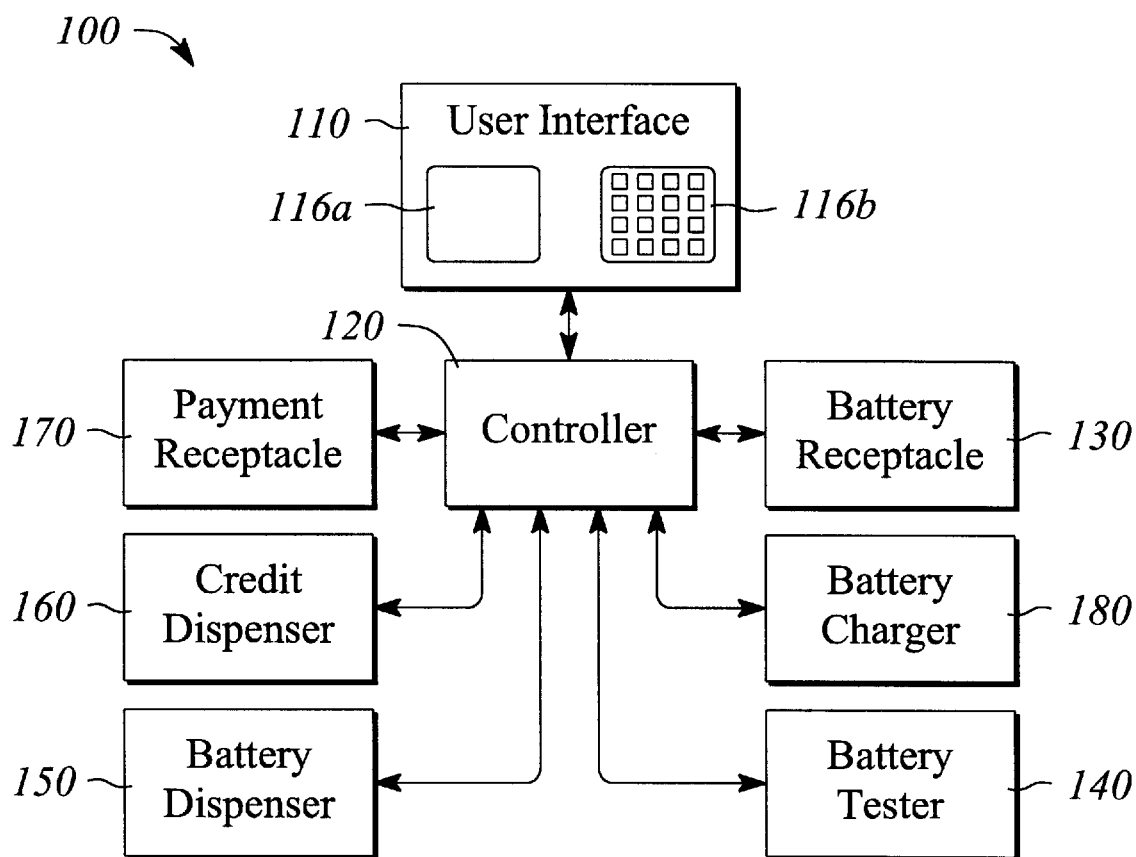 100
110
User Interface
116a
116b
120
170
Payment
Receptacle
Controller
Battery
Receptacle
130
160
Credit
Dispenser
Battery
Charger
180
150
Battery
Dispenser
Battery
Tester
140